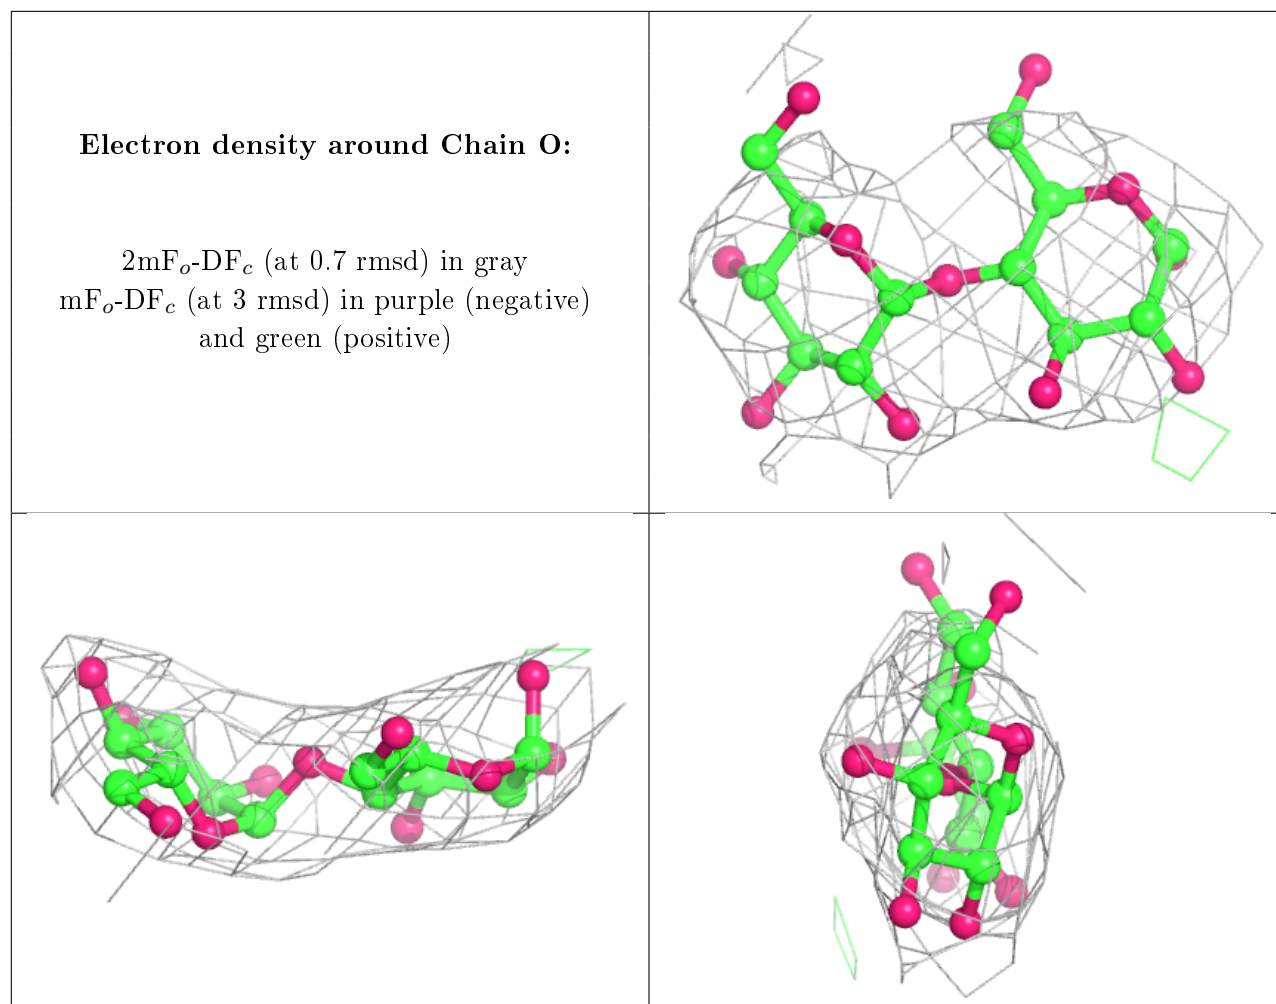 Electron density around Chain O:
2mFₒ-DF𝒸 (at 0.7 rmsd) in gray
mFₒ-DF𝒸 (at 3 rmsd) in purple (negative)
and green (positive)